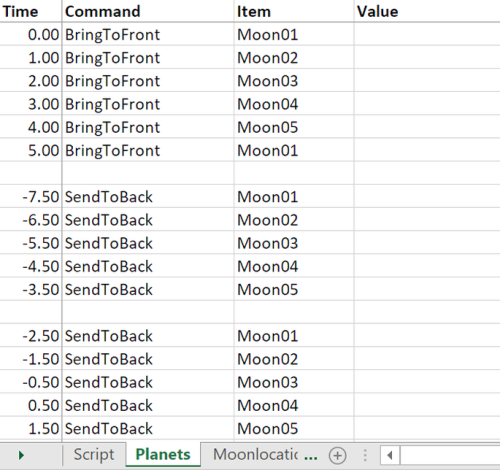 Time Command Item Value
0.00 BringToFront Moon01
1.00 BringToFront Moon02
2.00 BringToFront Moon03
3.00 BringToFront Moon04
4.00 BringToFront Moon05
5.00 BringToFront Moon01
-7.50 SendToBack Moon01
-6.50 SendToBack Moon02
-5.50 SendToBack Moon03
-4.50 SendToBack Moon04
-3.50 SendToBack Moon05
-2.50 SendToBack Moon01
-1.50 SendToBack Moon02
-0.50 SendToBack Moon03
0.50 SendToBack Moon04
1.50 SendToBack Moon05
Script Planets Moonlocatic ...